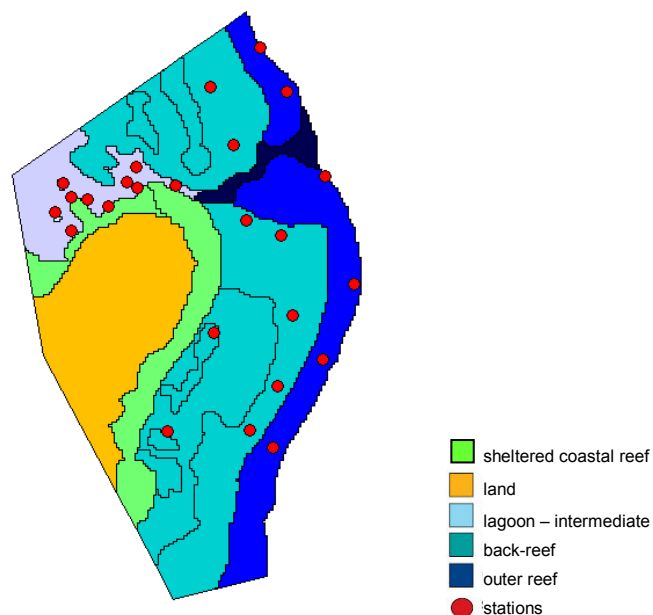 sheltered coastal reef
land
lagoon – intermediate
back-reef
outer reef
stations